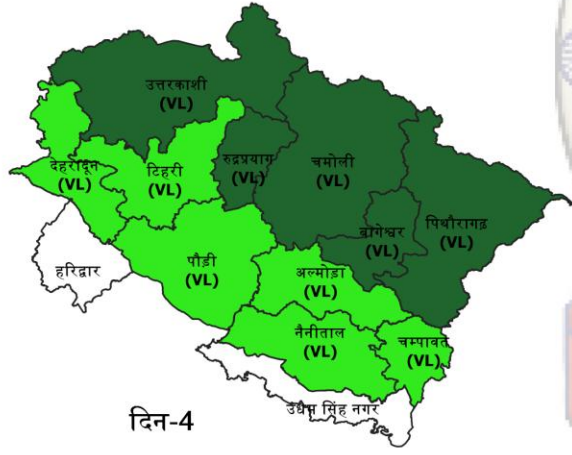 उत्तरकाशी
(VL)
देहरादून
(VL)
टिहरी
(VL)
रुद्रप्रयाग
(VL)
चमोली
(VL)
बागेश्वर
(VL)
पिथौरागढ़
(VL)
हरिद्वार
पौड़ी
(VL)
अल्मोड़ा
(VL)
नैनीताल
(VL)
चम्पावत
(VL)
उधम सिंह नगर
दिन-4